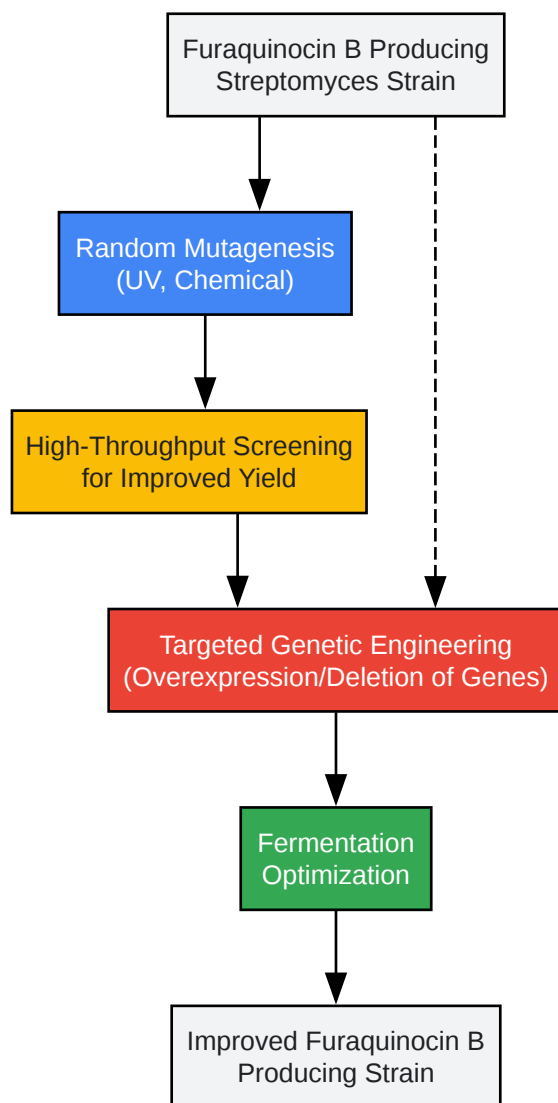 Furaquinocin B Producing
Streptomyces Strain
Random Mutagenesis
(UV, Chemical)
High-Throughput Screening
for Improved Yield
Targeted Genetic Engineering
(Overexpression/Deletion of Genes)
Fermentation
Optimization
Improved Furaquinocin B
Producing Strain